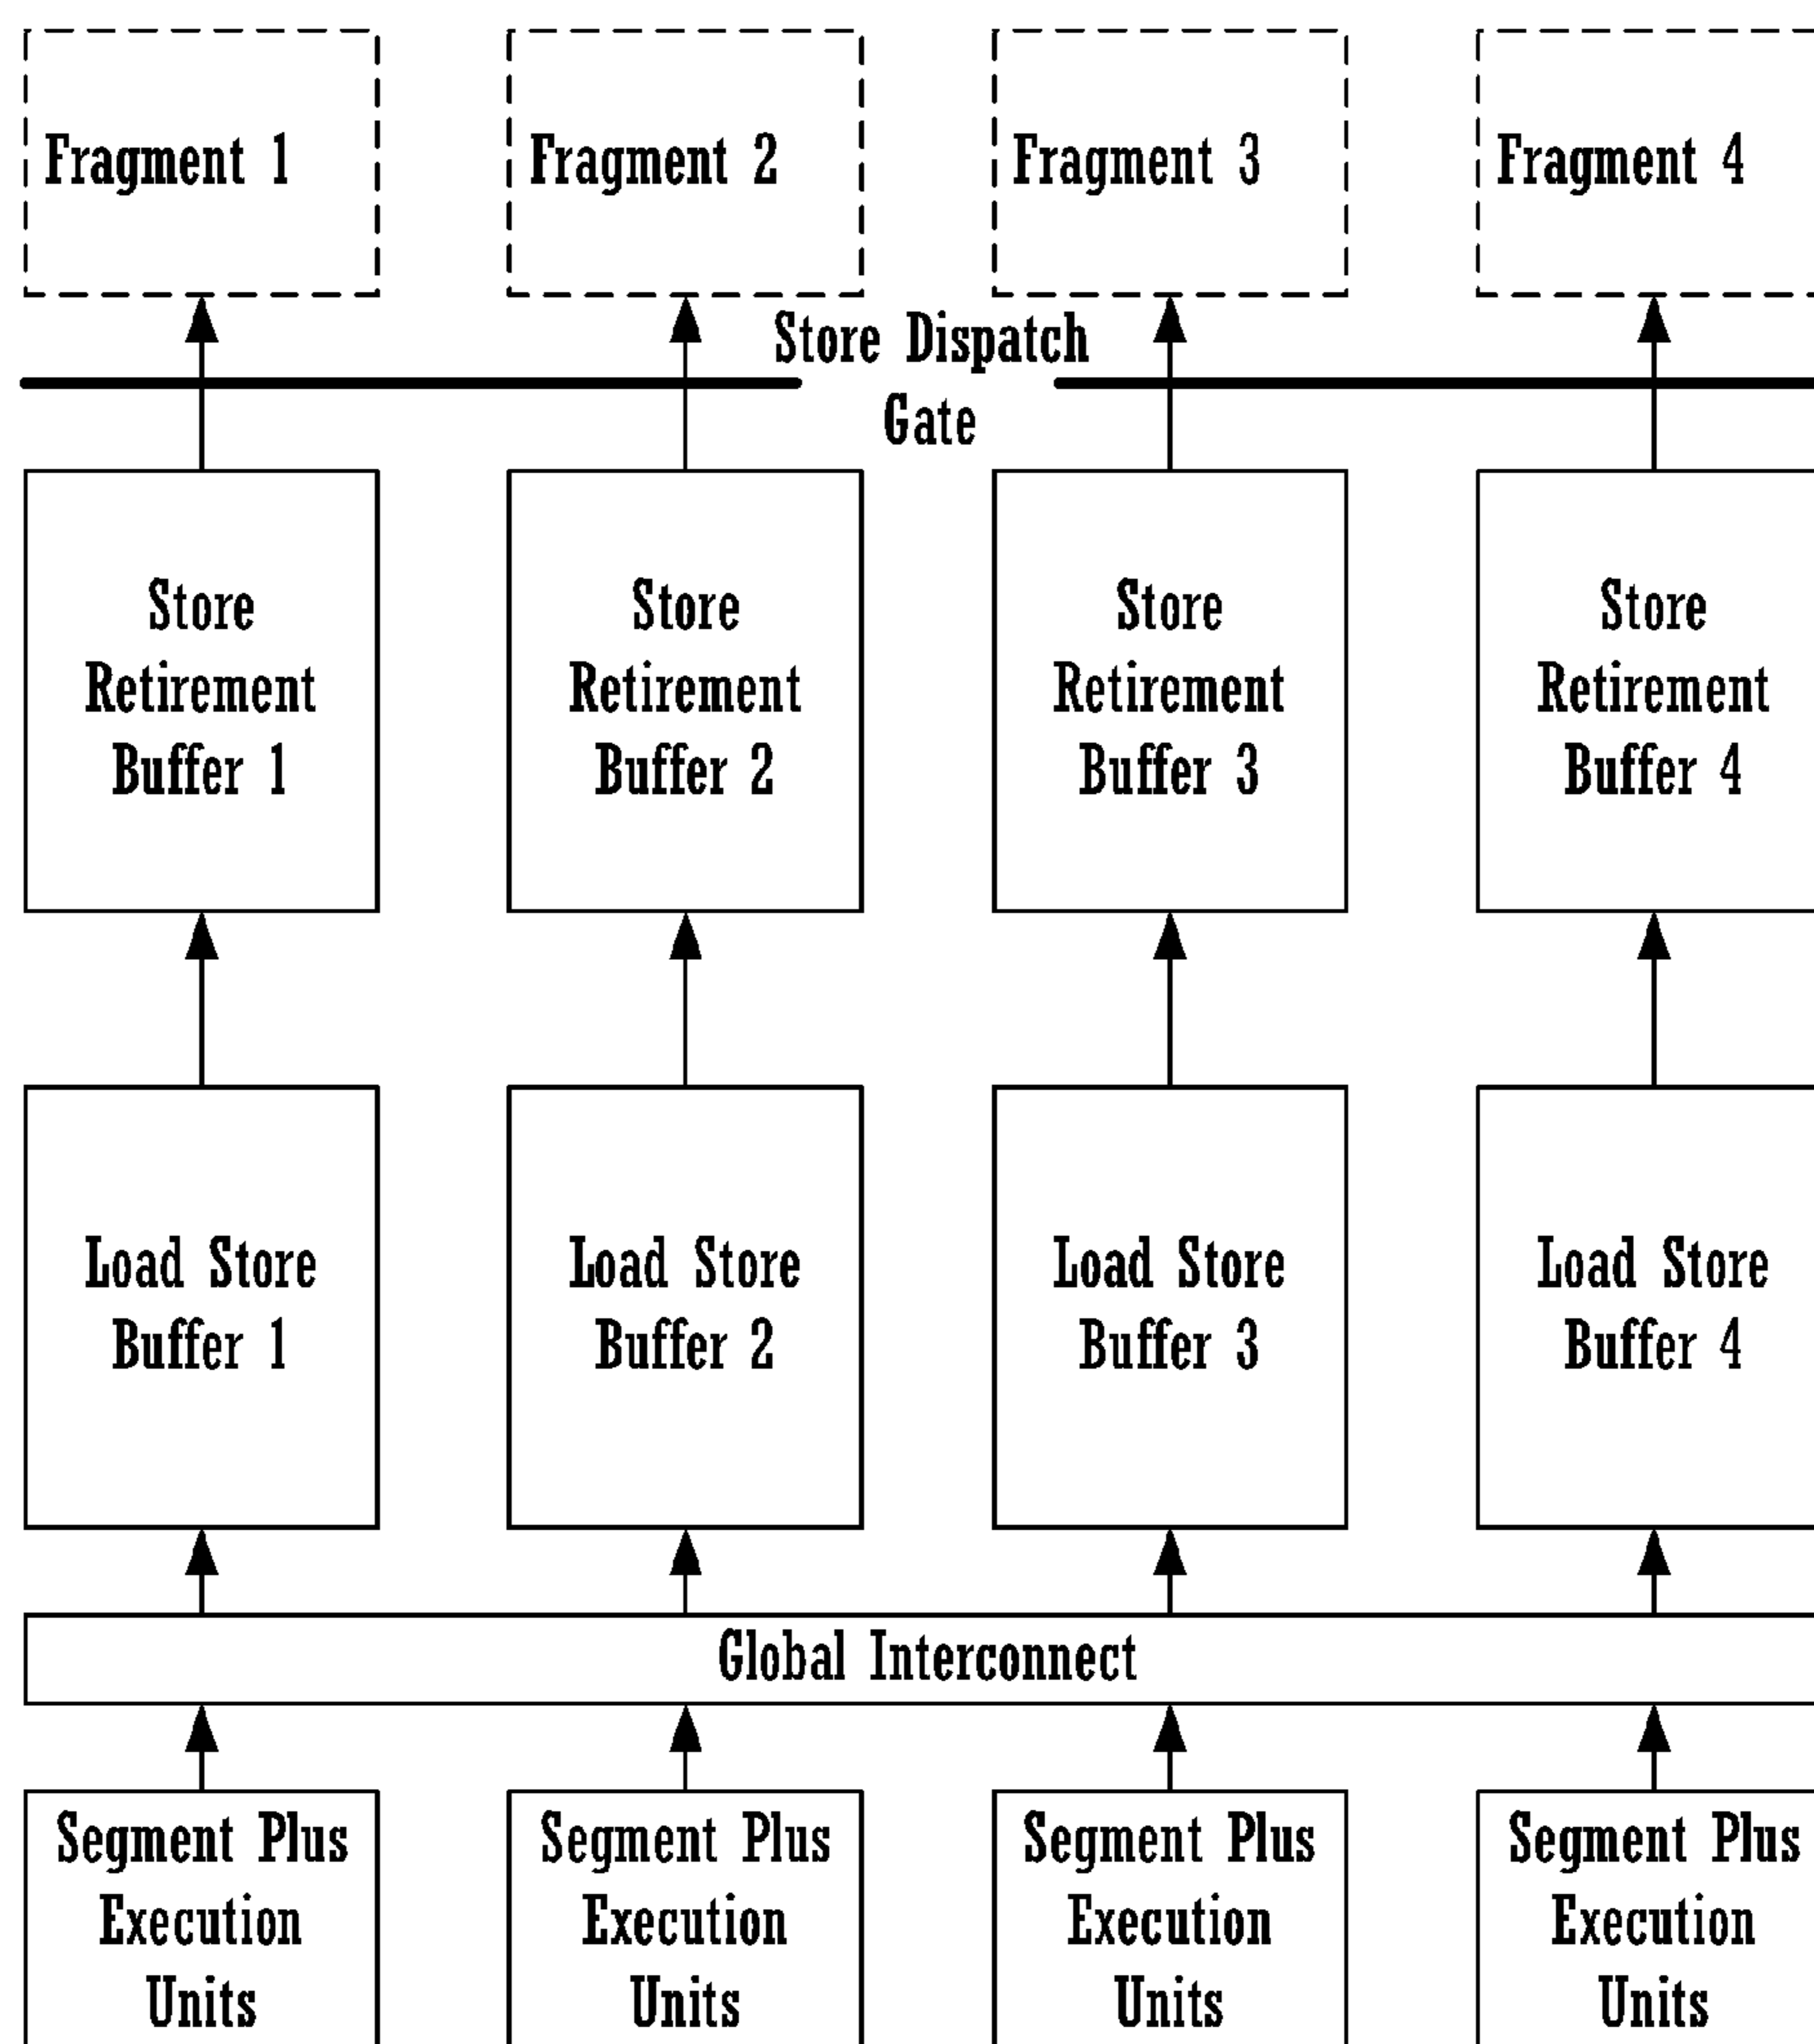 Fragment 1
Fragment 2
Fragment 3
Fragment 4
Store Dispatch
Gate
Store
Retirement
Buffer 1
Store
Retirement
Buffer 2
Store
Retirement
Buffer 3
Store
Retirement
Buffer 4
Load Store
Buffer 1
Load Store
Buffer 2
Load Store
Buffer 3
Load Store
Buffer 4
Global Interconnect
Segment Plus
Execution
Units
Segment Plus
Execution
Units
Segment Plus
Execution
Units
Segment Plus
Execution
Units